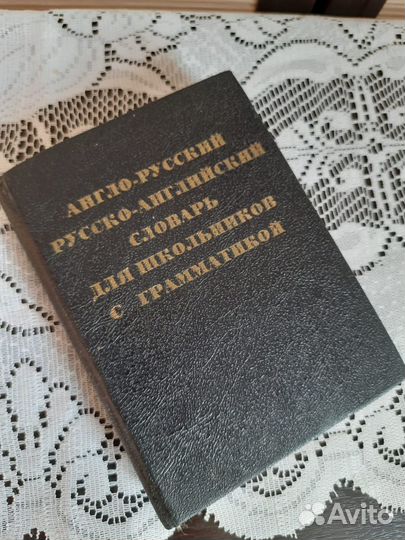 АНГЛО-РУССКИЙ
РУССКО-АНГЛИЙСКИЙ
СЛОВАРЬ
ДЛЯ ШКОЛЬНИКОВ
С ГРАММАТИКОЙ
Avito